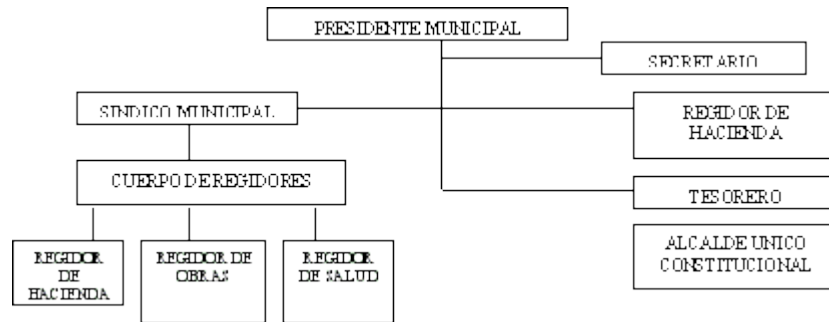 PRESIDENTE MUNICIPAL
SECRETARIO
SINDICO MUNICIPAL
REGIDOR DE
HACIENDA
CUERPO DE REGIDORES
TESORERO
REGIDOR
DE
HACIENDA
REGIDOR DE
OBRAS
REGIDOR
DE SALUD
ALCALDE UNICO
CONSTITUCIONAL